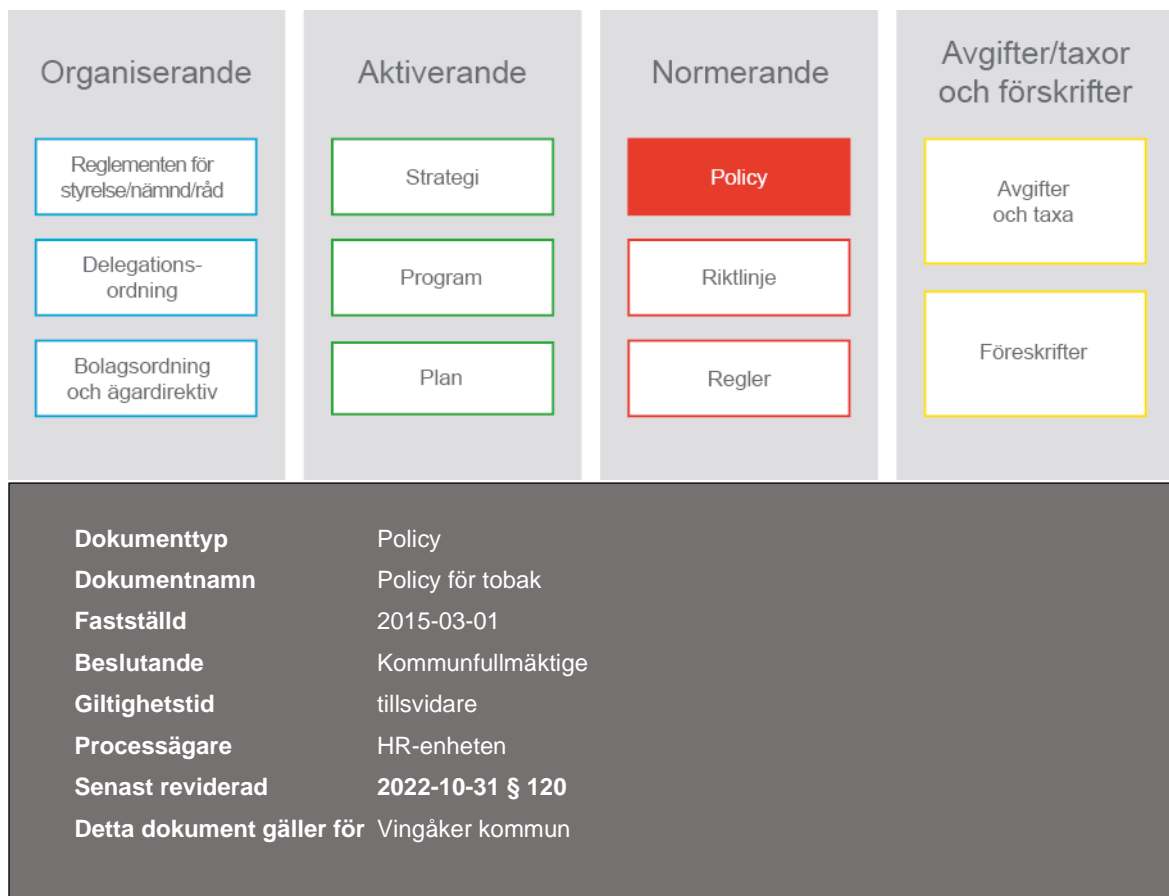 Organiserande
Reglementen för
styrelse/nämnd/råd
Delegations-
ordning
Bolagsordning
och ägardirektiv
Aktiverande
Strategi
Program
Plan
Normerande
Policy
Riktlinje
Regler
Avgifter/taxor
och förskrifter
Avgifter
och taxa
Föreskrifter
Dokumenttyp Policy
Dokumentnamn Policy för tobak
Fastställd 2015-03-01
Beslutande Kommunfullmäktige
Giltighetstid tillsvidare
Processägare HR-enheten
Senast reviderad 2022-10-31 § 120
Detta dokument gäller för Vingåker kommun